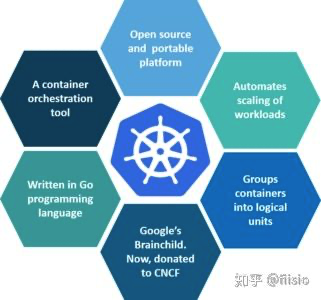 Open source
and portable
platform
A container
orchestration
tool
Automates
scaling of
workloads
Written in Go
programming
language
Groups
containers
into logical
units
Google's
Brainchild.
Now, donated
to CNCF
知乎 @nisio